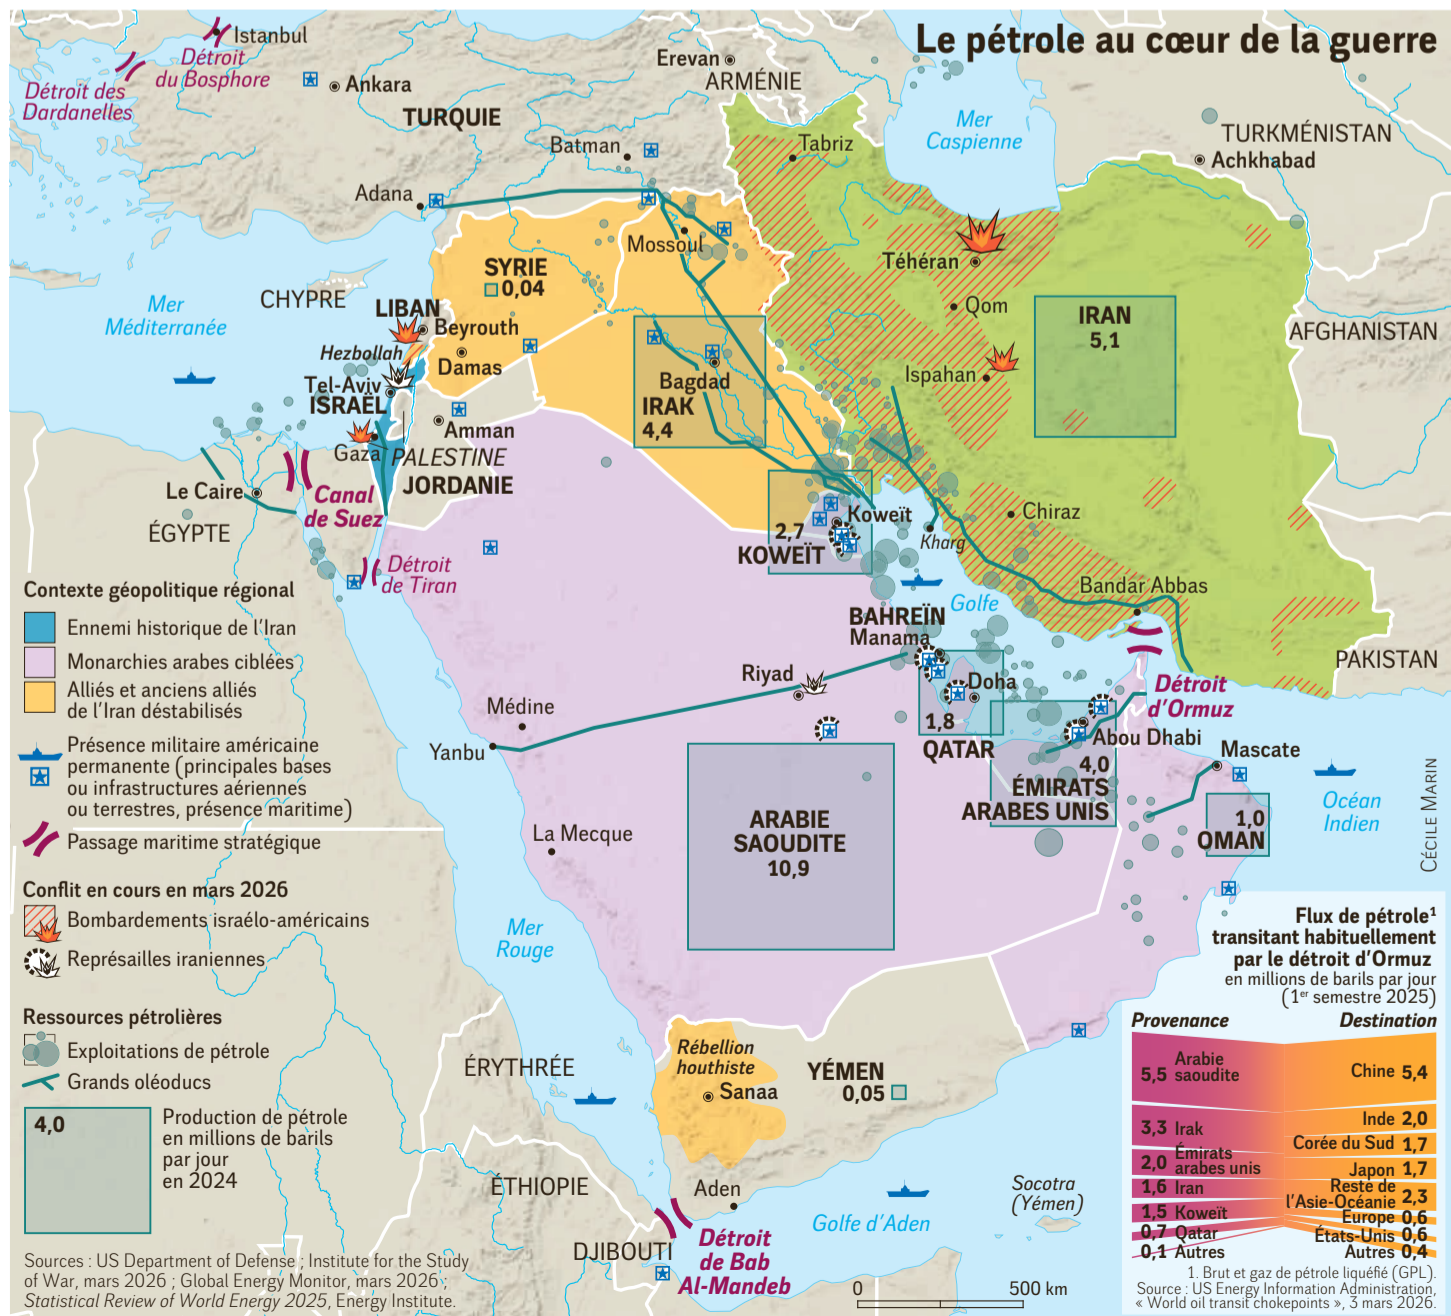 Le pétrole au cœur de la guerre
Istanbul
Détroit
du Bosphore
Détroit des
Dardanelles
Ankara
TURQUIE
Erevan
ARMÉNIE
Mer
Caspienne
TURKMÉNISTAN
Achkhabad
Batman
Tabriz
Adana
Mossoul
Téhéran
SYRIE
0,04
CHYPRE
Mer
Méditerranée
LIBAN
Beyrouth
Hezbollah
Damas
Qom
IRAN
5,1
AFGHANISTAN
Tel-Aviv
ISRAËL
Bagdad
IRAK
4,4
Ispahan
Amman
Gaza
PALESTINE
JORDANIE
Le Caire
Canal
de Suez
ÉGYPTE
Koweït
2,7
KOWEÏT
Chiraz
Kharg
Détroit
de Tiran
Bandar Abbas
Golfe
BAHREÏN
Manama
PAKISTAN
Riyad
Doha
1,8
QATAR
Détroit
d'Ormuz
Médine
Yanbu
Abou Dhabi
4,0
ÉMIRATS
ARABES UNIS
Mascate
1,0
OMAN
Océan
Indien
CÉCILE MARIN
ARABIE
SAOUDITE
10,9
La Mecque
Mer
Rouge
ÉRYTHRÉE
Rébellion
houthiste
Sanaa
YÉMEN
0,05
ÉTHIOPIE
Aden
Golfe d'Aden
Socotra
(Yémen)
DJIBOUTI
Détroit
de Bab
Al-Mandeb
0 500 km
Contexte géopolitique régional
Ennemi historique de l'Iran
Monarchies arabes ciblées
Alliés et anciens alliés
de l'Iran déstabilisés
Présence militaire américaine
permanente (principales bases
ou infrastructures aériennes
ou terrestres, présence maritime)
Passage maritime stratégique
Conflit en cours en mars 2026
Bombardements israélo-américains
Représailles iraniennes
Ressources pétrolières
Exploitations de pétrole
Grands oléoducs
4,0
Production de pétrole
en millions de barils
par jour
en 2024
Sources : US Department of Defense ; Institute for the Study
of War, mars 2026 ; Global Energy Monitor, mars 2026 ;
Statistical Review of World Energy 2025, Energy Institute.
Flux de pétrole¹
transitant habituellement
par le détroit d'Ormuz
en millions de barils par jour
(1er semestre 2025)
Provenance
5,5 Arabie
saoudite
3,3 Irak
2,0 Émirats
arabes unis
1,6 Iran
1,5 Koweït
0,7 Qatar
0,1 Autres
Destination
Chine 5,4
Inde 2,0
Corée du Sud 1,7
Japon 1,7
Reste de
l'Asie-Océanie 2,3
Europe 0,6
États-Unis 0,6
Autres 0,4
1. Brut et gaz de pétrole liquéfié (GPL).
Source : US Energy Information Administration,
« World oil transit chokepoints », 3 mars 2026.